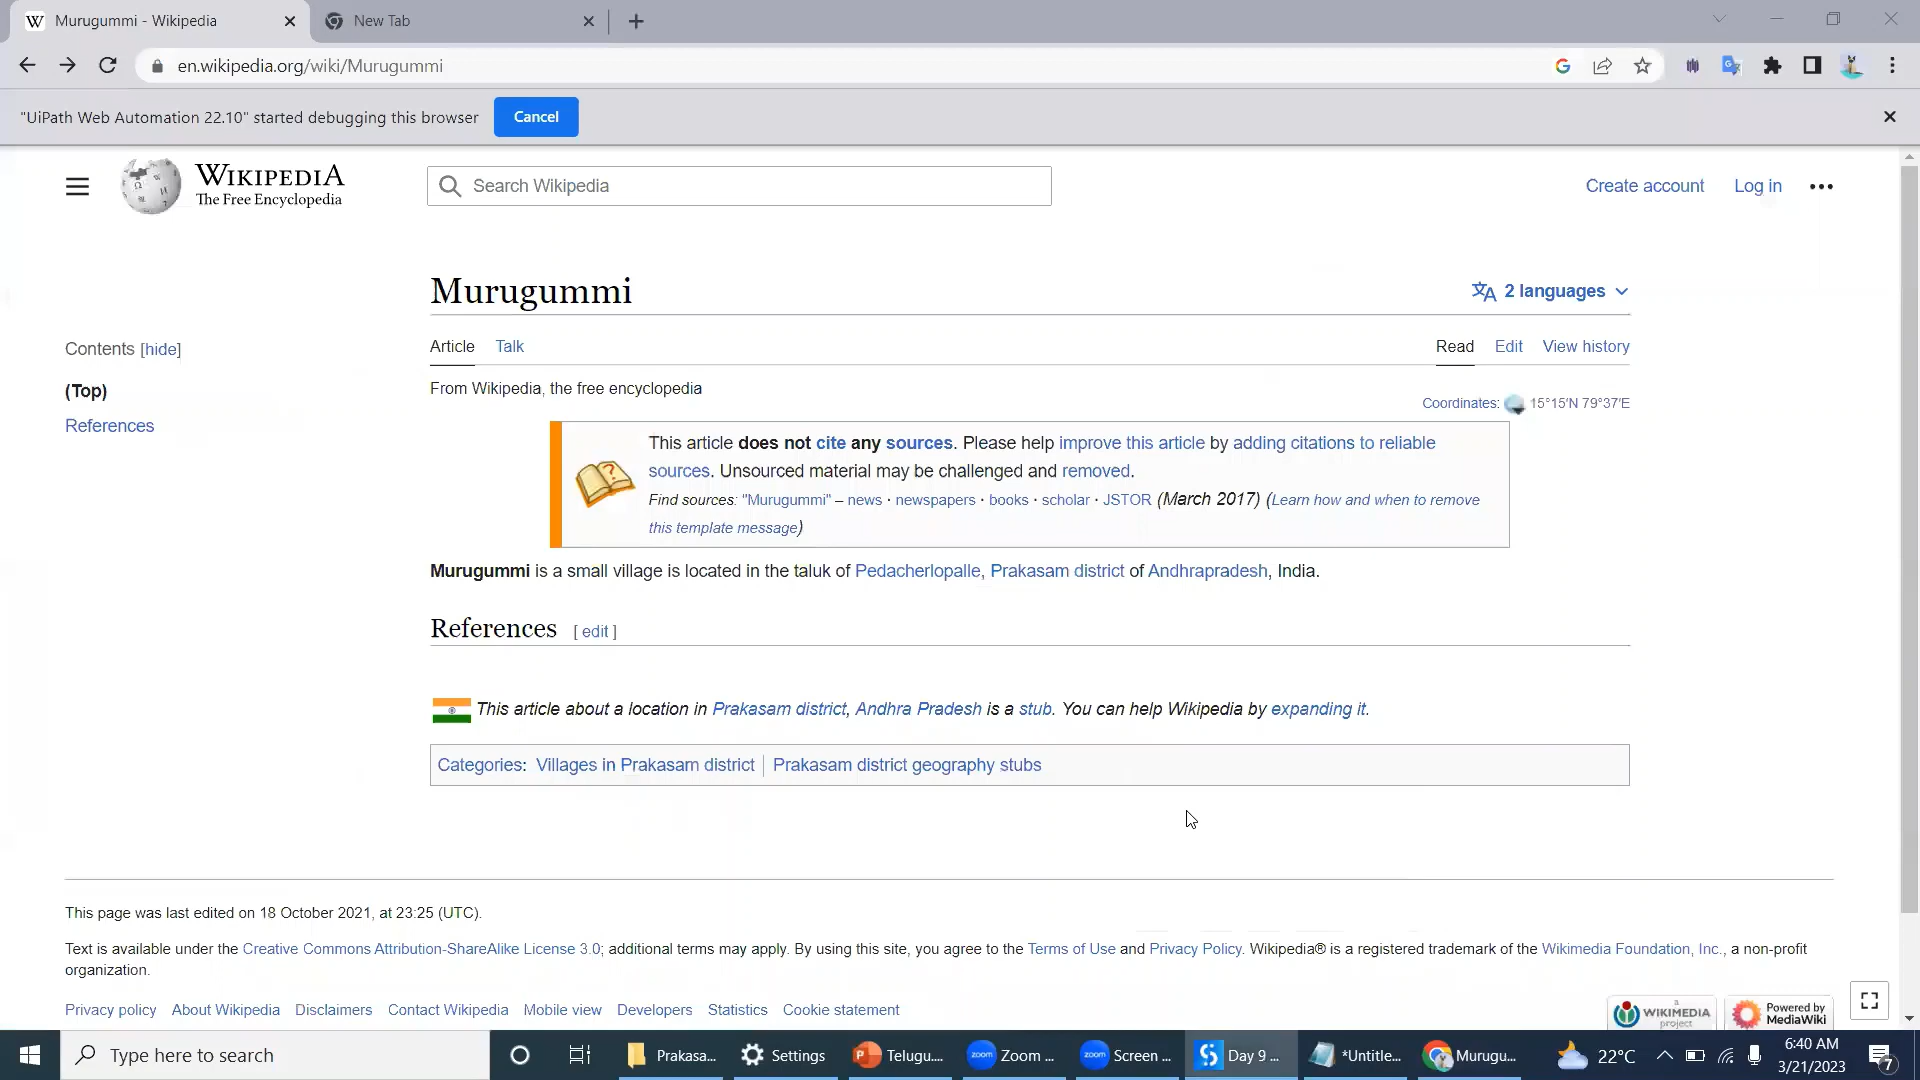 Murugummi - Wikipedia
New Tab
en.wikipedia.org/wiki/Murugummi
"UiPath Web Automation 22.10" started debugging this browser
Cancel
WIKIPEDIA
The Free Encyclopedia
Search Wikipedia
Create account
Log in
Murugummi
2 languages
Contents [hide]
(Top)
References
Article
Talk
Read
Edit
View history
From Wikipedia, the free encyclopedia
Coordinates: 15°15′N 79°37′E
This article does not cite any sources. Please help improve this article by adding citations to reliable
sources. Unsourced material may be challenged and removed.
Find sources: "Murugummi" – news · newspapers · books · scholar · JSTOR (March 2017) (Learn how and when to remove
this template message)
Murugummi is a small village is located in the taluk of Pedacherlopalle, Prakasam district of Andhrapradesh, India.
References [ edit ]
This article about a location in Prakasam district, Andhra Pradesh is a stub. You can help Wikipedia by expanding it.
Categories: Villages in Prakasam district | Prakasam district geography stubs
This page was last edited on 18 October 2021, at 23:25 (UTC).
Text is available under the Creative Commons Attribution-ShareAlike License 3.0; additional terms may apply. By using this site, you agree to the Terms of Use and Privacy Policy. Wikipedia® is a registered trademark of the Wikimedia Foundation, Inc., a non-profit
organization.
Privacy policy
About Wikipedia
Disclaimers
Contact Wikipedia
Mobile view
Developers
Statistics
Cookie statement
a
WIKIMEDIA
project
Powered by
MediaWiki
Type here to search
Prakasa...
Settings
Telugu....
zoom
Zoom ...
zoom
Screen ...
Day 9 ...
*Untitle...
Murugu...
22°C
6:40 AM
3/21/2023
7